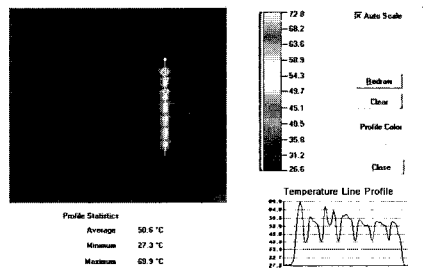 72.8
68.2
63.6
58.9
54.3
49.7
45.1
40.5
35.8
31.2
26.6
Auto Scale
Redraw
Clear
Profile Color
Close
Profile Statistics
Average 50.6 °C
Minimum 27.3 °C
Maximum 69.9 °C
Temperature Line Profile